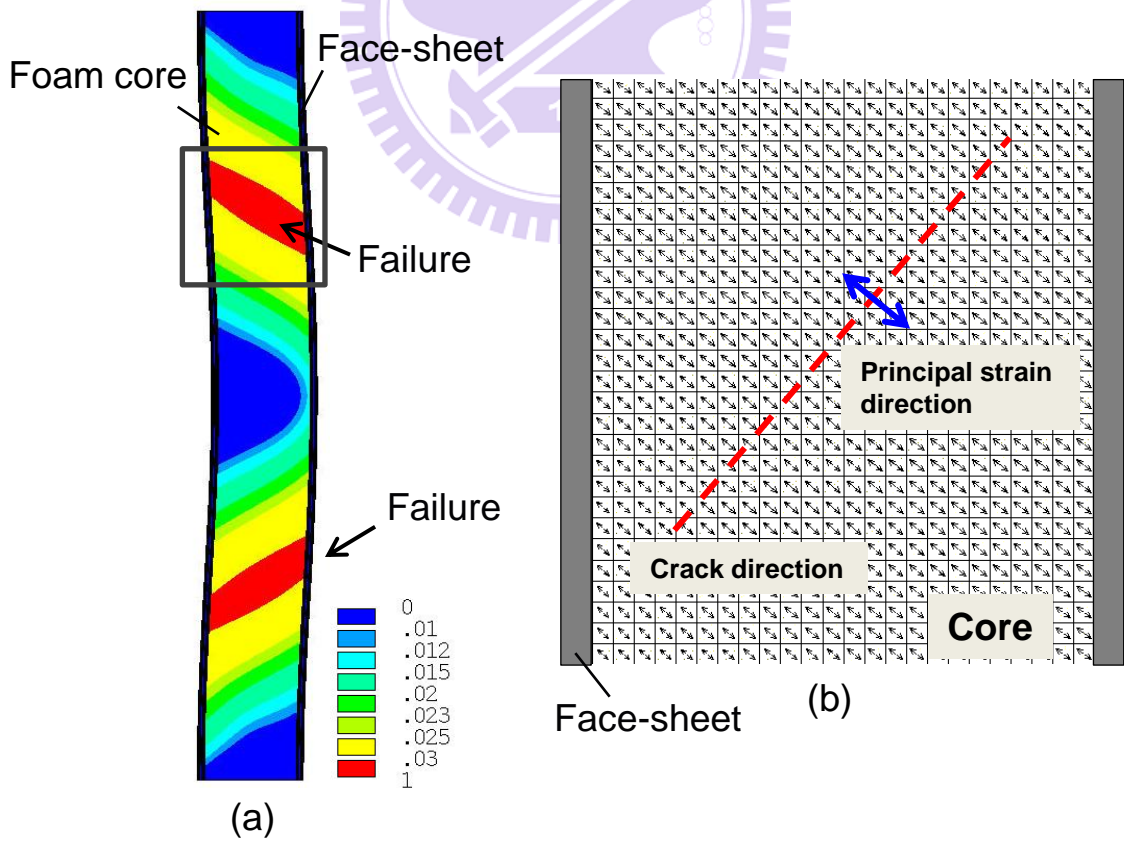 Face-sheet
Foam core
Failure
Failure
0
.01
.012
.015
.02
.023
.025
.03
1
(a)
Principal strain
direction
Crack direction
Core
Face-sheet
(b)